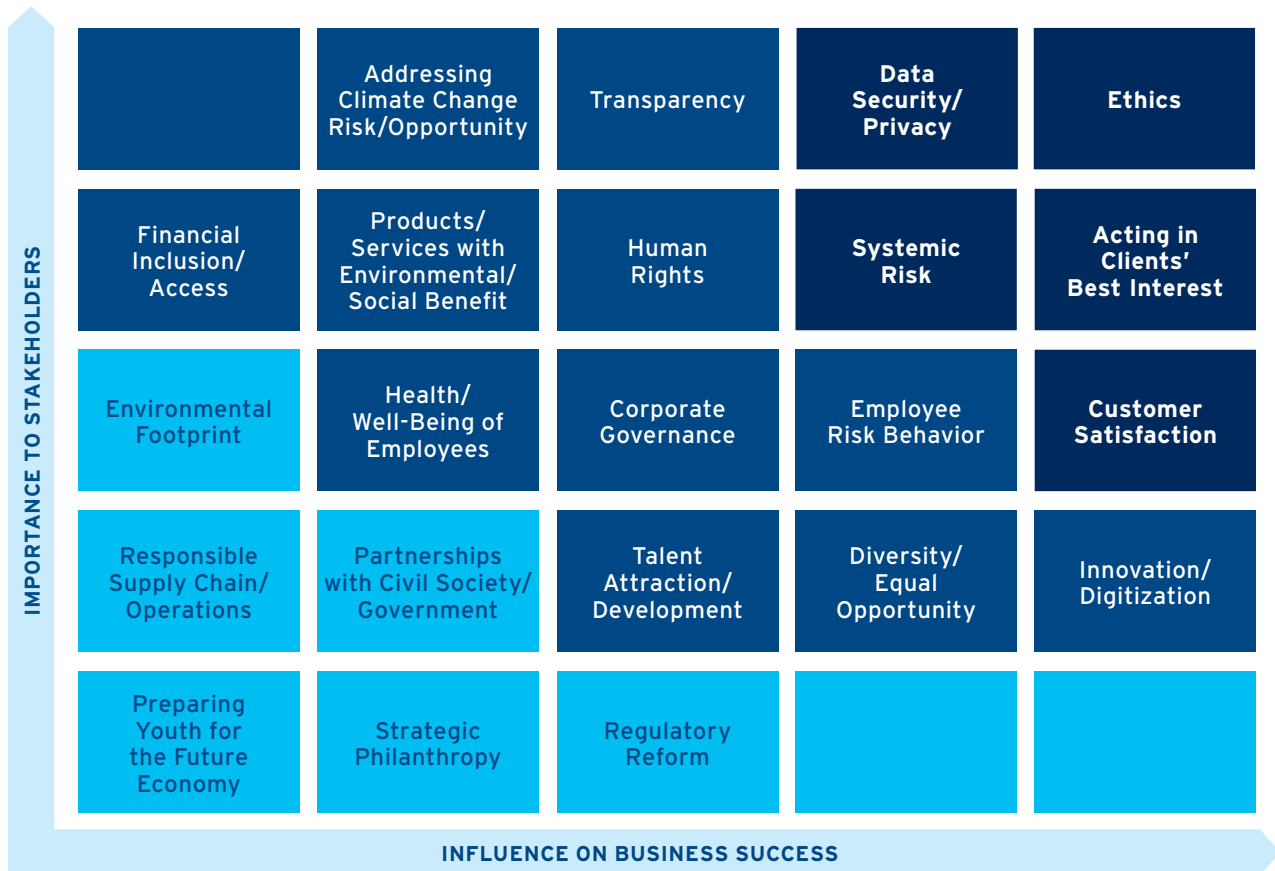 IMPORTANCE TO STAKEHOLDERS
Addressing
Climate Change
Risk/Opportunity
Transparency
Data
Security/
Privacy
Ethics
Financial
Inclusion/
Access
Products/
Services with
Environmental/
Social Benefit
Human
Rights
Systemic
Risk
Acting in
Clients’
Best Interest
Environmental
Footprint
Health/
Well-Being of
Employees
Corporate
Governance
Employee
Risk Behavior
Customer
Satisfaction
Responsible
Supply Chain/
Operations
Partnerships
with Civil Society/
Government
Talent
Attraction/
Development
Diversity/
Equal
Opportunity
Innovation/
Digitization
Preparing
Youth for
the Future
Economy
Strategic
Philanthropy
Regulatory
Reform
INFLUENCE ON BUSINESS SUCCESS